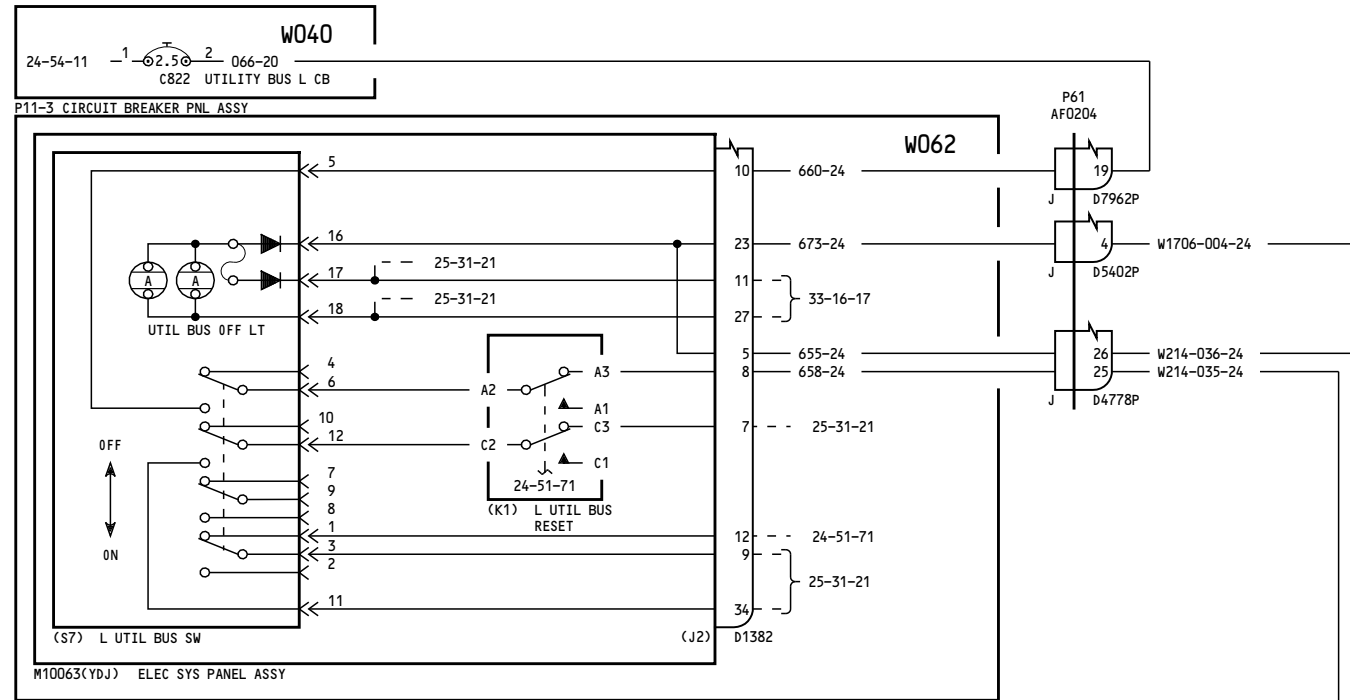 W040
24-54-11
1
2.5
2
066-20
C822 UTILITY BUS L CB
P11-3 CIRCUIT BREAKER PNL ASSY
P61
AF0204
W062
5
10
660-24
19
J
D7962P
16
23
673-24
4
W1706-004-24
J
D5402P
17
25-31-21
11
A
A
33-16-17
18
25-31-21
27
UTIL BUS OFF LT
5
655-24
26
W214-036-24
4
A3
8
658-24
25
W214-035-24
6
A2
J
D4778P
A1
10
C3
7
25-31-21
12
C2
OFF
C1
7
24-51-71
9
(K1) L UTIL BUS
RESET
8
1
12
24-51-71
ON
3
9
2
25-31-21
11
34
(S7) L UTIL BUS SW
(J2)
D1382
M10063(YDJ) ELEC SYS PANEL ASSY